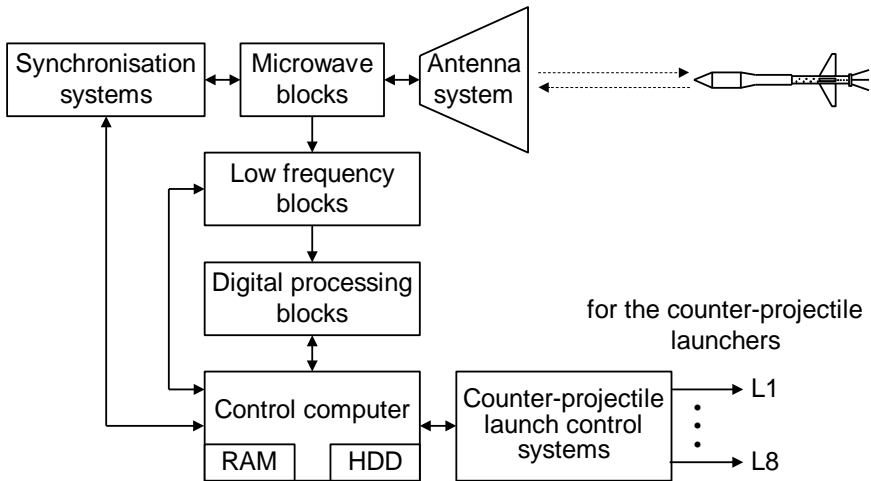 Synchronisation
systems
Microwave
blocks
Antenna
system
Low frequency
blocks
Digital processing
blocks
for the counter-projectile
launchers
Control computer
RAM
HDD
Counter-projectile
launch control
systems
L1
L8